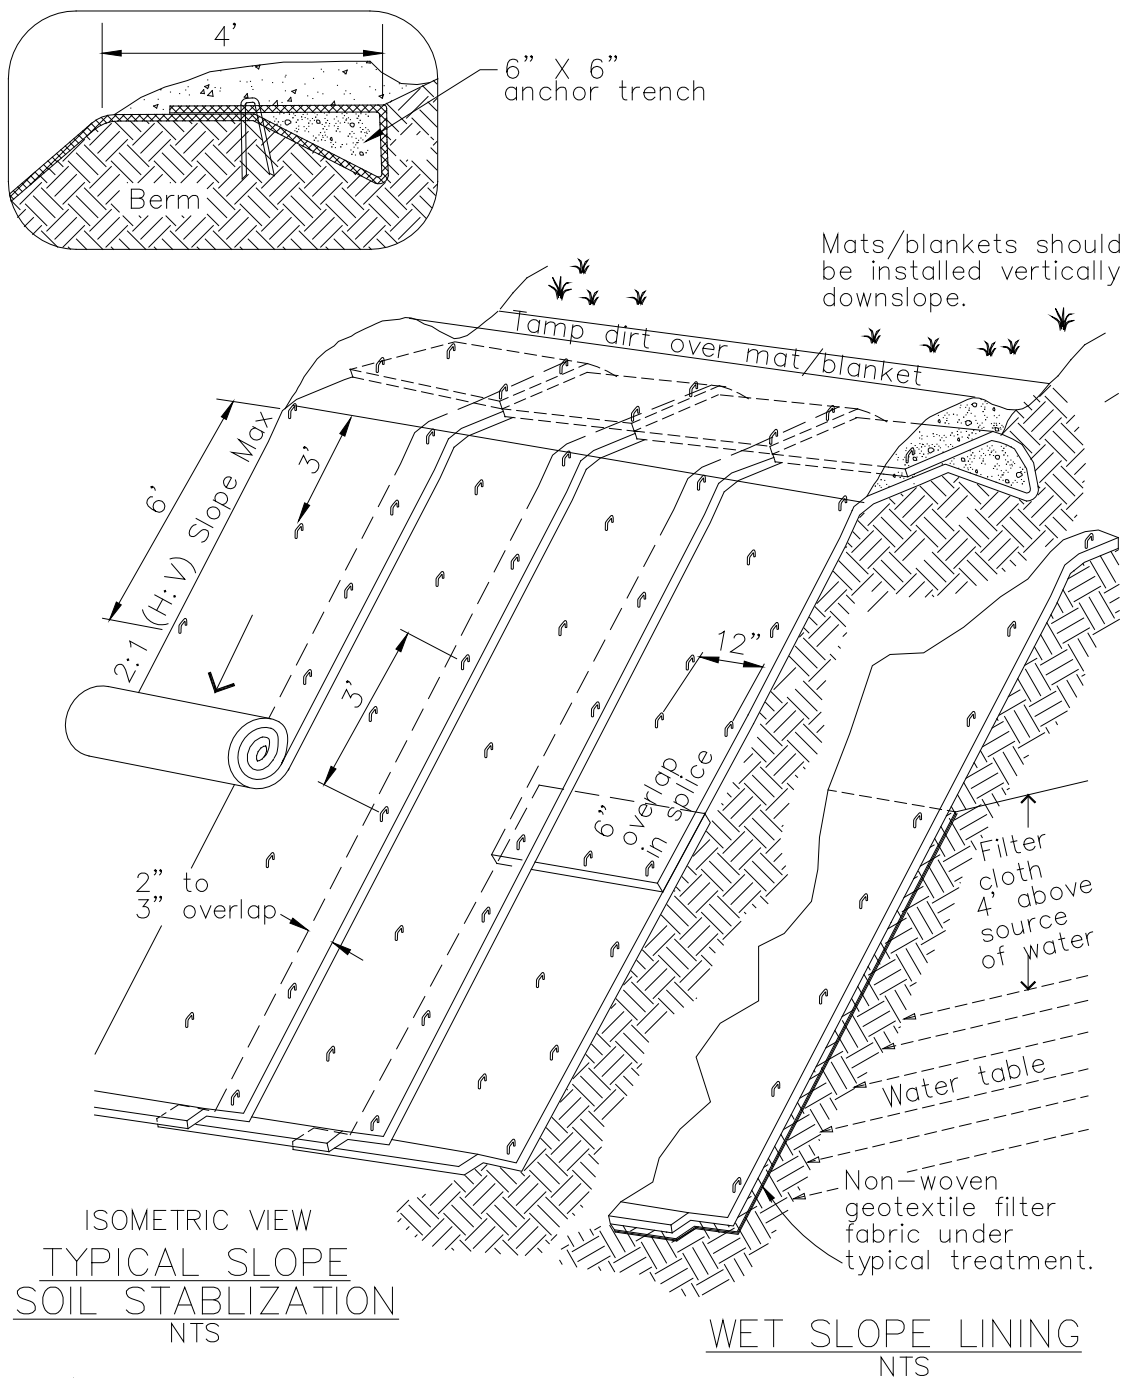 4'
6" X 6"
anchor trench
Berm
Mats/blankets should
be installed vertically
downslope.
Tamp dirt over mat/blanket
6'
2:1 (H:V) Slope Max
3'
3'
12"
6" overlap
in splice
2" to
3" overlap
Filter
cloth
4' above
source
of water
Water table
Non-woven
geotextile filter
fabric under
typical treatment.
ISOMETRIC VIEW
TYPICAL SLOPE
SOIL STABLIZATION
NTS
WET SLOPE LINING
NTS